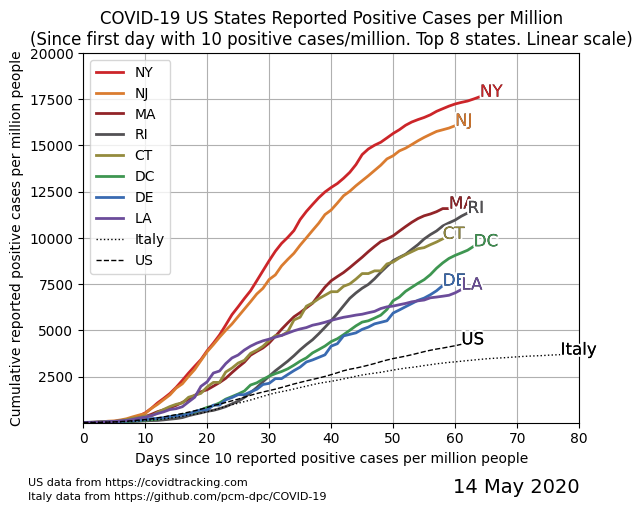 COVID-19 US States Reported Positive Cases per Million
(Since first day with 10 positive cases/million. Top 8 states. Linear scale)
Cumulative reported positive cases per million people
20000
17500
15000
12500
10000
7500
5000
2500
NY
NJ
MA
RI
CT
DC
DE
LA
Italy
US
NY
NJ
MA
RI
CT
DC
DE
LA
US
Italy
0 10 20 30 40 50 60 70 80
Days since 10 reported positive cases per million people
US data from https://covidtracking.com
Italy data from https://github.com/pcm-dpc/COVID-19
14 May 2020